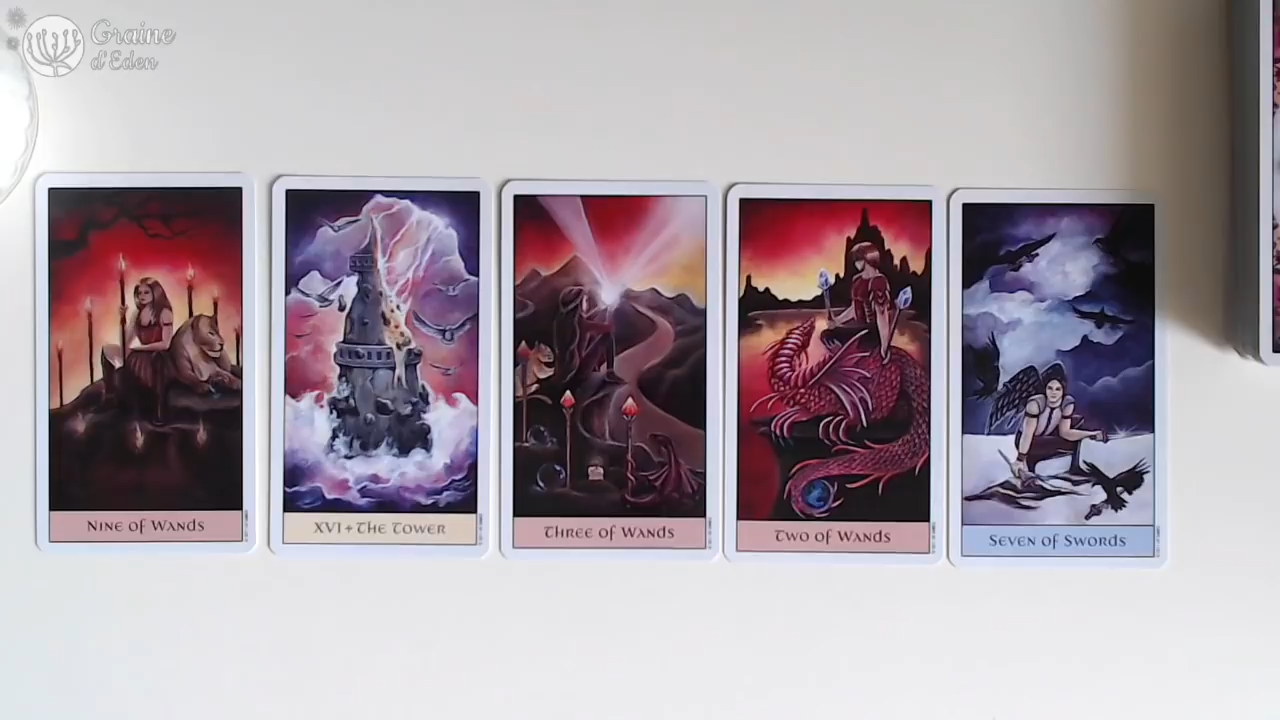 Graine
d'Eden
NINE OF WANDS
XVI + THE TOWER
THREE OF WANDS
TWO OF WANDS
SEVEN OF SWORDS